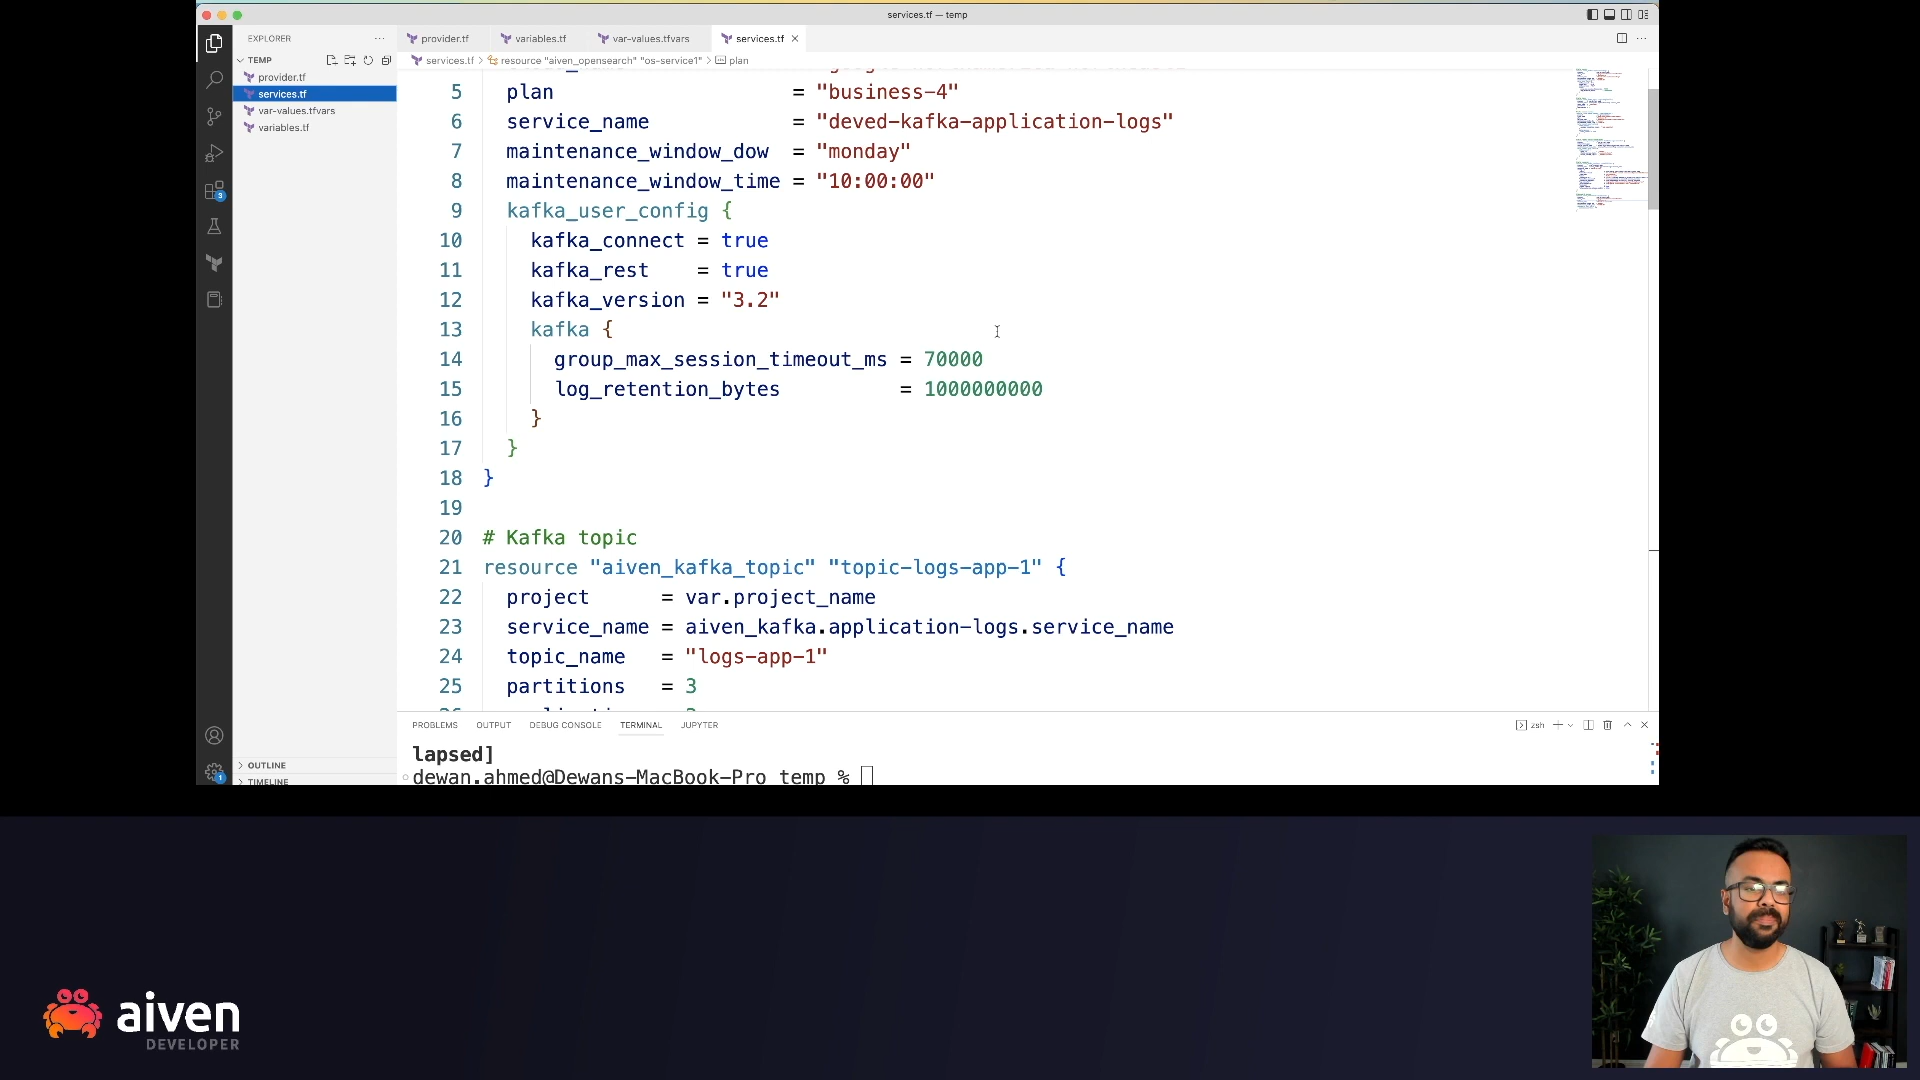 services.tf — temp
EXPLORER
provider.tf
variables.tf
var-values.tfvars
services.tf
TEMP
services.tf > resource "aiven_opensearch" "os-service1" > plan
provider.tf
services.tf
var-values.tfvars
variables.tf
5 plan = "business-4"
6 service_name = "deved-kafka-application-logs"
7 maintenance_window_dow = "monday"
8 maintenance_window_time = "10:00:00"
9 kafka_user_config {
10 kafka_connect = true
11 kafka_rest = true
12 kafka_version = "3.2"
13 kafka {
14 group_max_session_timeout_ms = 70000
15 log_retention_bytes = 1000000000
16 }
17 }
18 }
19
20 # Kafka topic
21 resource "aiven_kafka_topic" "topic-logs-app-1" {
22 project = var.project_name
23 service_name = aiven_kafka.application-logs.service_name
24 topic_name = "logs-app-1"
25 partitions = 3
PROBLEMS OUTPUT DEBUG CONSOLE TERMINAL JUPYTER
zsh
lapsed]
dewan.ahmed@Dewans-MacBook-Pro temp %
OUTLINE
TIMELINE
3
1
aiven
DEVELOPER